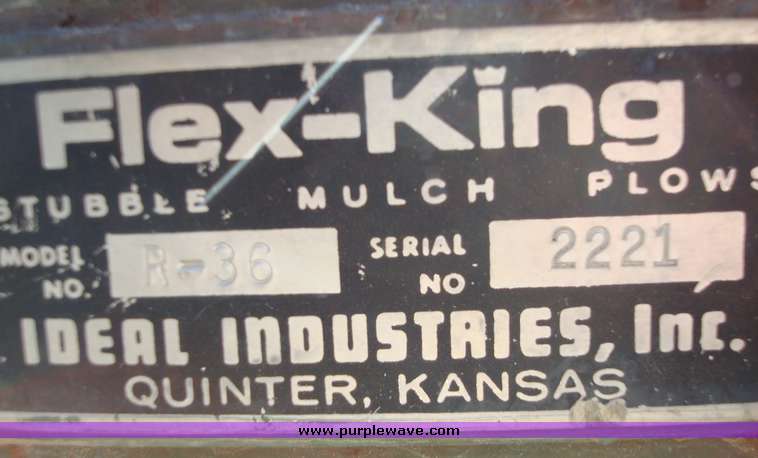 Flex-King
STUBBLE MULCH PLOWS
MODEL NO. R-36 SERIAL NO 2221
IDEAL INDUSTRIES, Inc.
QUINTER, KANSAS
www.purplewave.com